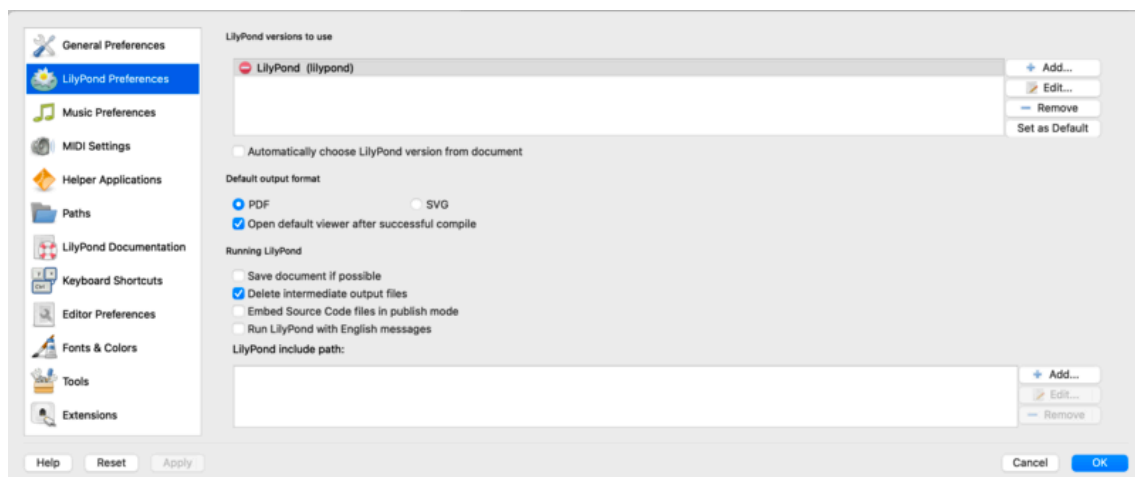 General Preferences
LilyPond Preferences
Music Preferences
MIDI Settings
Helper Applications
Paths
LilyPond Documentation
Keyboard Shortcuts
Editor Preferences
Fonts & Colors
Tools
Extensions
LilyPond versions to use
LilyPond (lilypond)
Add...
Edit...
Remove
Set as Default
Automatically choose LilyPond version from document
Default output format
PDF SVG
Open default viewer after successful compile
Running LilyPond
Save document if possible
Delete intermediate output files
Embed Source Code files in publish mode
Run LilyPond with English messages
LilyPond include path:
Add...
Edit...
Remove
Help Reset Apply Cancel OK